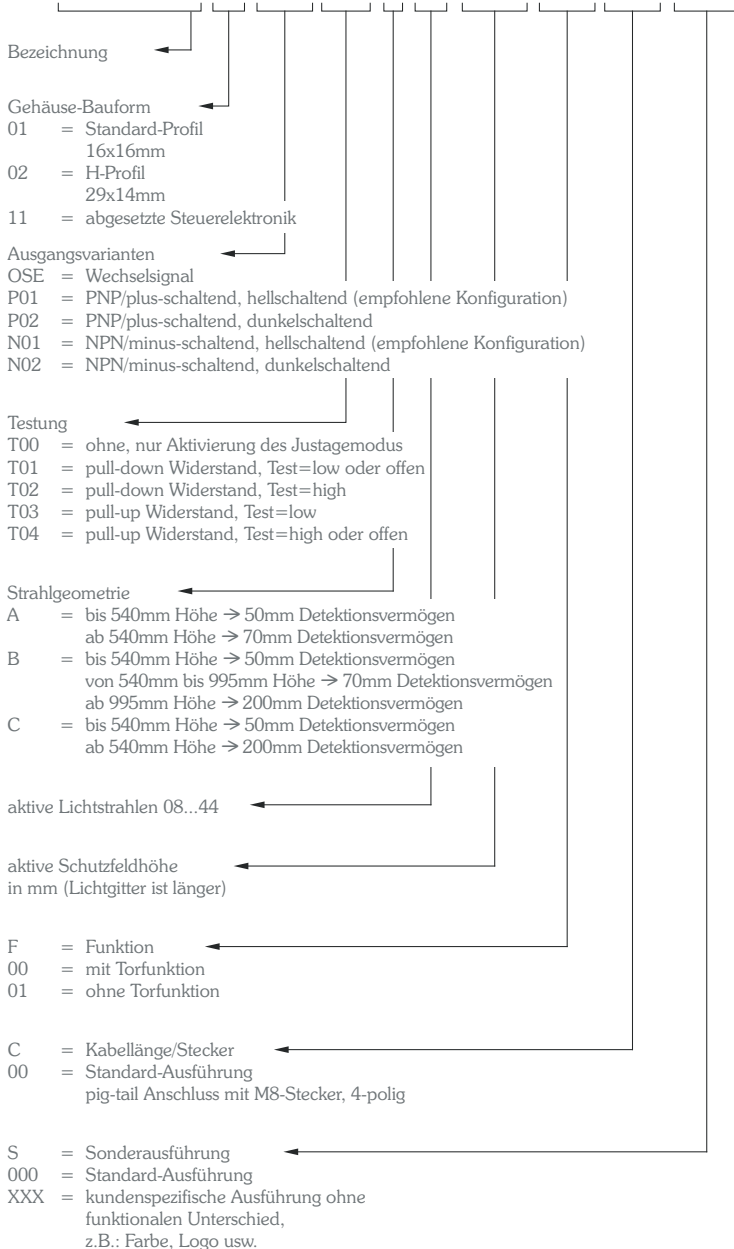 Bezeichnung
Gehäuse-Bauform
01 = Standard-Profil
16x16mm
02 = H-Profil
29x14mm
11 = abgesetzte Steuerelektronik
Ausgangsvarianten
OSE = Wechselsignal
P01 = PNP/plus-schaltend, hellschaltend (empfohlene Konfiguration)
P02 = PNP/plus-schaltend, dunkelschaltend
N01 = NPN/minus-schaltend, hellschaltend (empfohlene Konfiguration)
N02 = NPN/minus-schaltend, dunkelschaltend
Testung
T00 = ohne, nur Aktivierung des Justagemodus
T01 = pull-down Widerstand, Test=low oder offen
T02 = pull-down Widerstand, Test=high
T03 = pull-up Widerstand, Test=low
T04 = pull-up Widerstand, Test=high oder offen
Strahlgeometrie
A = bis 540mm Höhe → 50mm Detektionsvermögen
ab 540mm Höhe → 70mm Detektionsvermögen
B = bis 540mm Höhe → 50mm Detektionsvermögen
von 540mm bis 995mm Höhe → 70mm Detektionsvermögen
ab 995mm Höhe → 200mm Detektionsvermögen
C = bis 540mm Höhe → 50mm Detektionsvermögen
ab 540mm Höhe → 200mm Detektionsvermögen
aktive Lichtstrahlen 08...44
aktive Schutzfeldhöhe
in mm (Lichtgitter ist länger)
F = Funktion
00 = mit Torfunktion
01 = ohne Torfunktion
C = Kabellänge/Stecker
00 = Standard-Ausführung
pig-tail Anschluss mit M8-Stecker, 4-polig
S = Sonderausführung
000 = Standard-Ausführung
XXX = kundenspezifische Ausführung ohne
funktionalen Unterschied,
z.B.: Farbe, Logo usw.